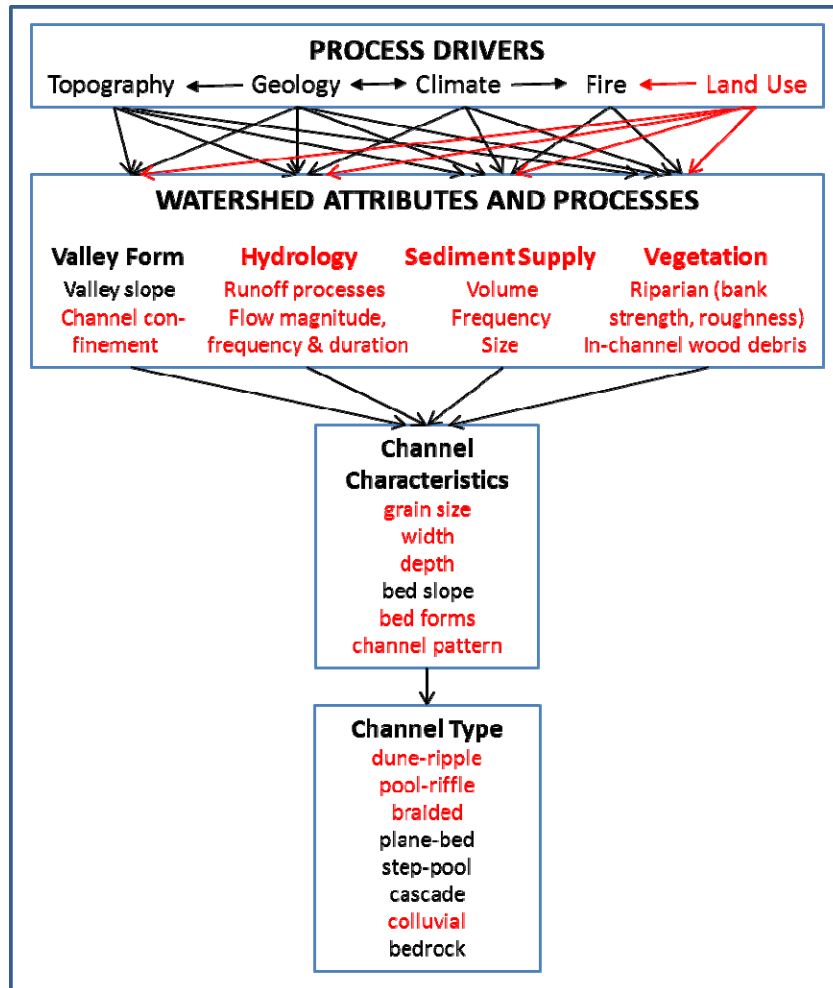 PROCESS DRIVERS
Topography Geology Climate Fire Land Use
WATERSHED ATTRIBUTES AND PROCESSES
Valley Form
Valley slope
Channel con-
finement
Hydrology
Runoff processes
Flow magnitude,
frequency & duration
Sediment Supply
Volume
Frequency
Size
Vegetation
Riparian (bank
strength, roughness)
In-channel wood debris
Channel
Characteristics
grain size
width
depth
bed slope
bed forms
channel pattern
Channel Type
dune-ripple
pool-riffle
braided
plane-bed
step-pool
cascade
colluvial
bedrock